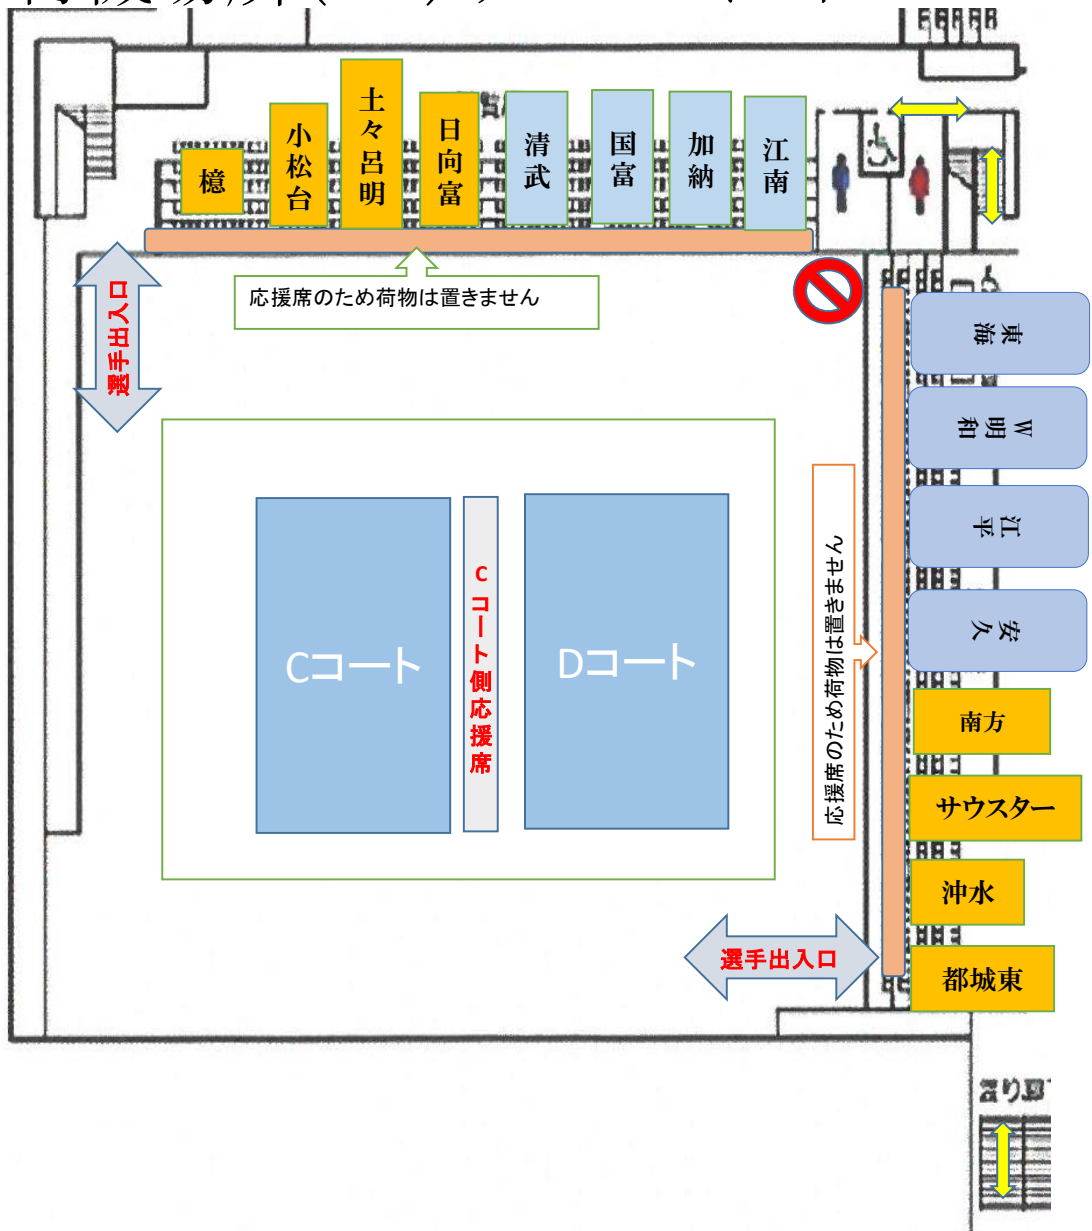 檍
小松台
土々呂明
日向富
清武
国富
加納
江南
応援席のため荷物は置きません
選手出入口
東海
W明和
江平
安久
Cコート
Cコート側応援席
Dコート
応援席のため荷物は置きません
南方
サウスター
沖水
選手出入口
都城東